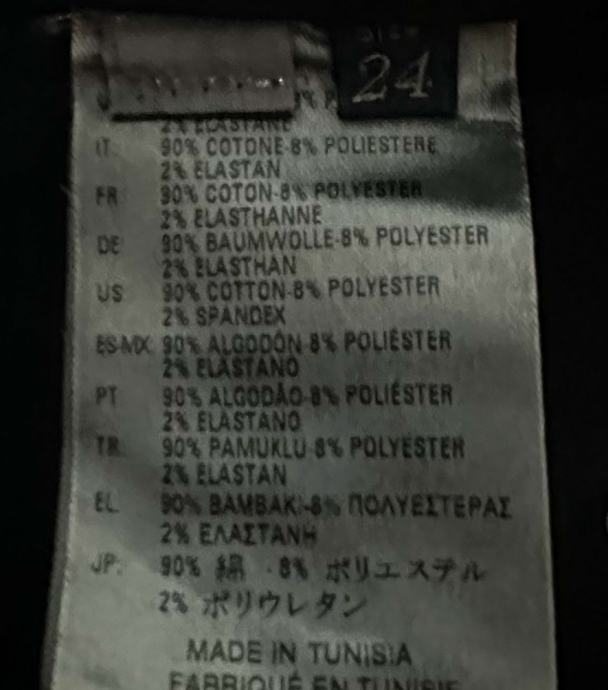 24
2% ELASTANE
IT: 90% COTONE-8% POLIESTERE
2% ELASTAN
FR 90% COTON-8% POLYESTER
2% ELASTHANNE
DE 90% BAUMWOLLE-8% POLYESTER
2% ELASTHAN
US 90% COTTON-8% POLYESTER
2% SPANDEX
ES-MX: 90% ALGODÓN-8% POLIÉSTER
2% ELASTANO
PT 90% ALGODÃO-8% POLIÉSTER
2% ELASTANO
TR 90% PAMUKLU-8% POLYESTER
2% ELASTAN
EL 90% BAMBAKI-8% ΠΟΛΥΕΣΤΕΡΑΣ
2% ΕΛΑΣΤΑΝΗ
JP: 90% 綿 -8% ポリエステル
2% ポリウレタン
MADE IN TUNISIA
FABRIQUÉ EN TUNISIE